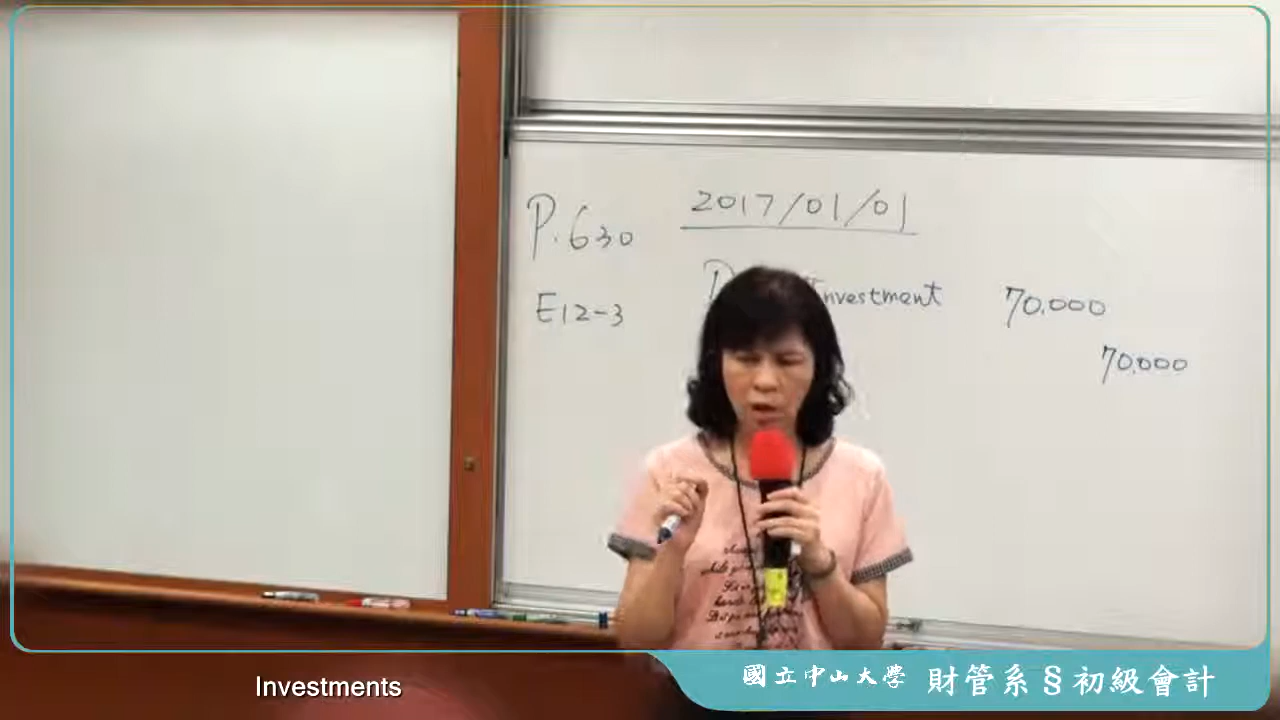 P.630
2017/01/01
E12-3
Investment 70,000
70,000
Investments
國立中山大學 財管系§初級會計